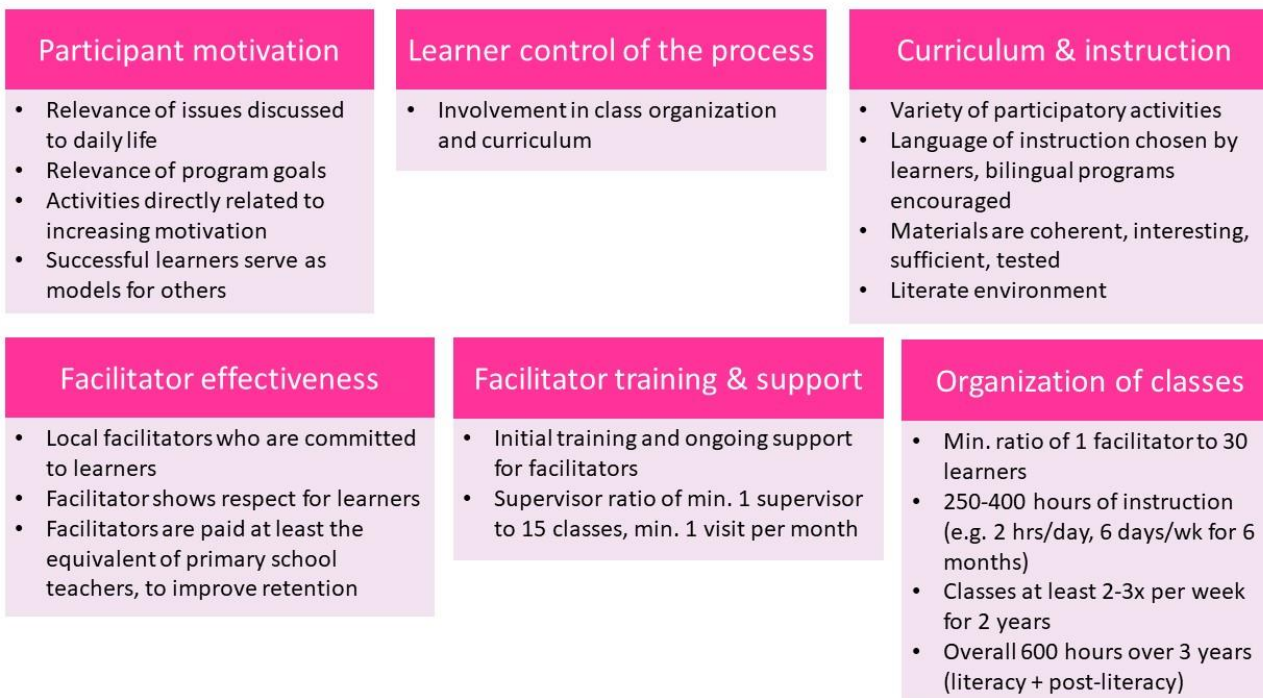 Participant motivation
• Relevance of issues discussed
to daily life
• Relevance of program goals
• Activities directly related to
increasing motivation
• Successful learners serve as
models for others
Learner control of the process
• Involvement in class organization
and curriculum
Curriculum & instruction
• Variety of participatory activities
• Language of instruction chosen by
learners, bilingual programs
encouraged
• Materials are coherent, interesting,
sufficient, tested
• Literate environment
Facilitator effectiveness
• Local facilitators who are committed
to learners
• Facilitator shows respect for learners
• Facilitators are paid at least the
equivalent of primary school
teachers, to improve retention
Facilitator training & support
• Initial training and ongoing support
for facilitators
• Supervisor ratio of min. 1 supervisor
to 15 classes, min. 1 visit per month
Organization of classes
• Min. ratio of 1 facilitator to 30
learners
• 250-400 hours of instruction
(e.g. 2 hrs/day, 6 days/wk for 6
months)
• Classes at least 2-3x per week
for 2 years
• Overall 600 hours over 3 years
(literacy + post-literacy)